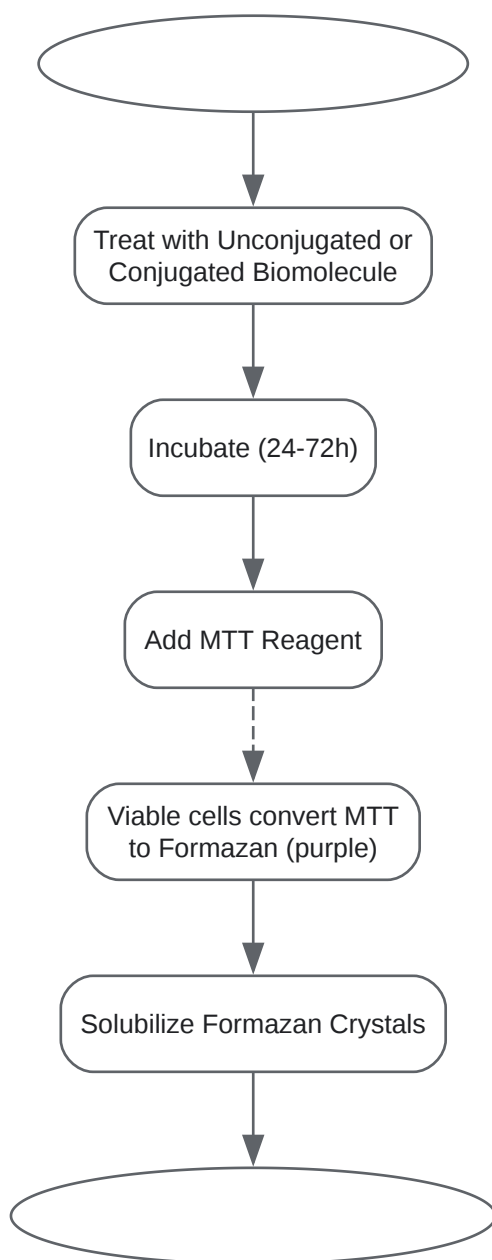 Treat with Unconjugated or
Conjugated Biomolecule
Incubate (24-72h)
Add MTT Reagent
Viable cells convert MTT
to Formazan (purple)
Solubilize Formazan Crystals